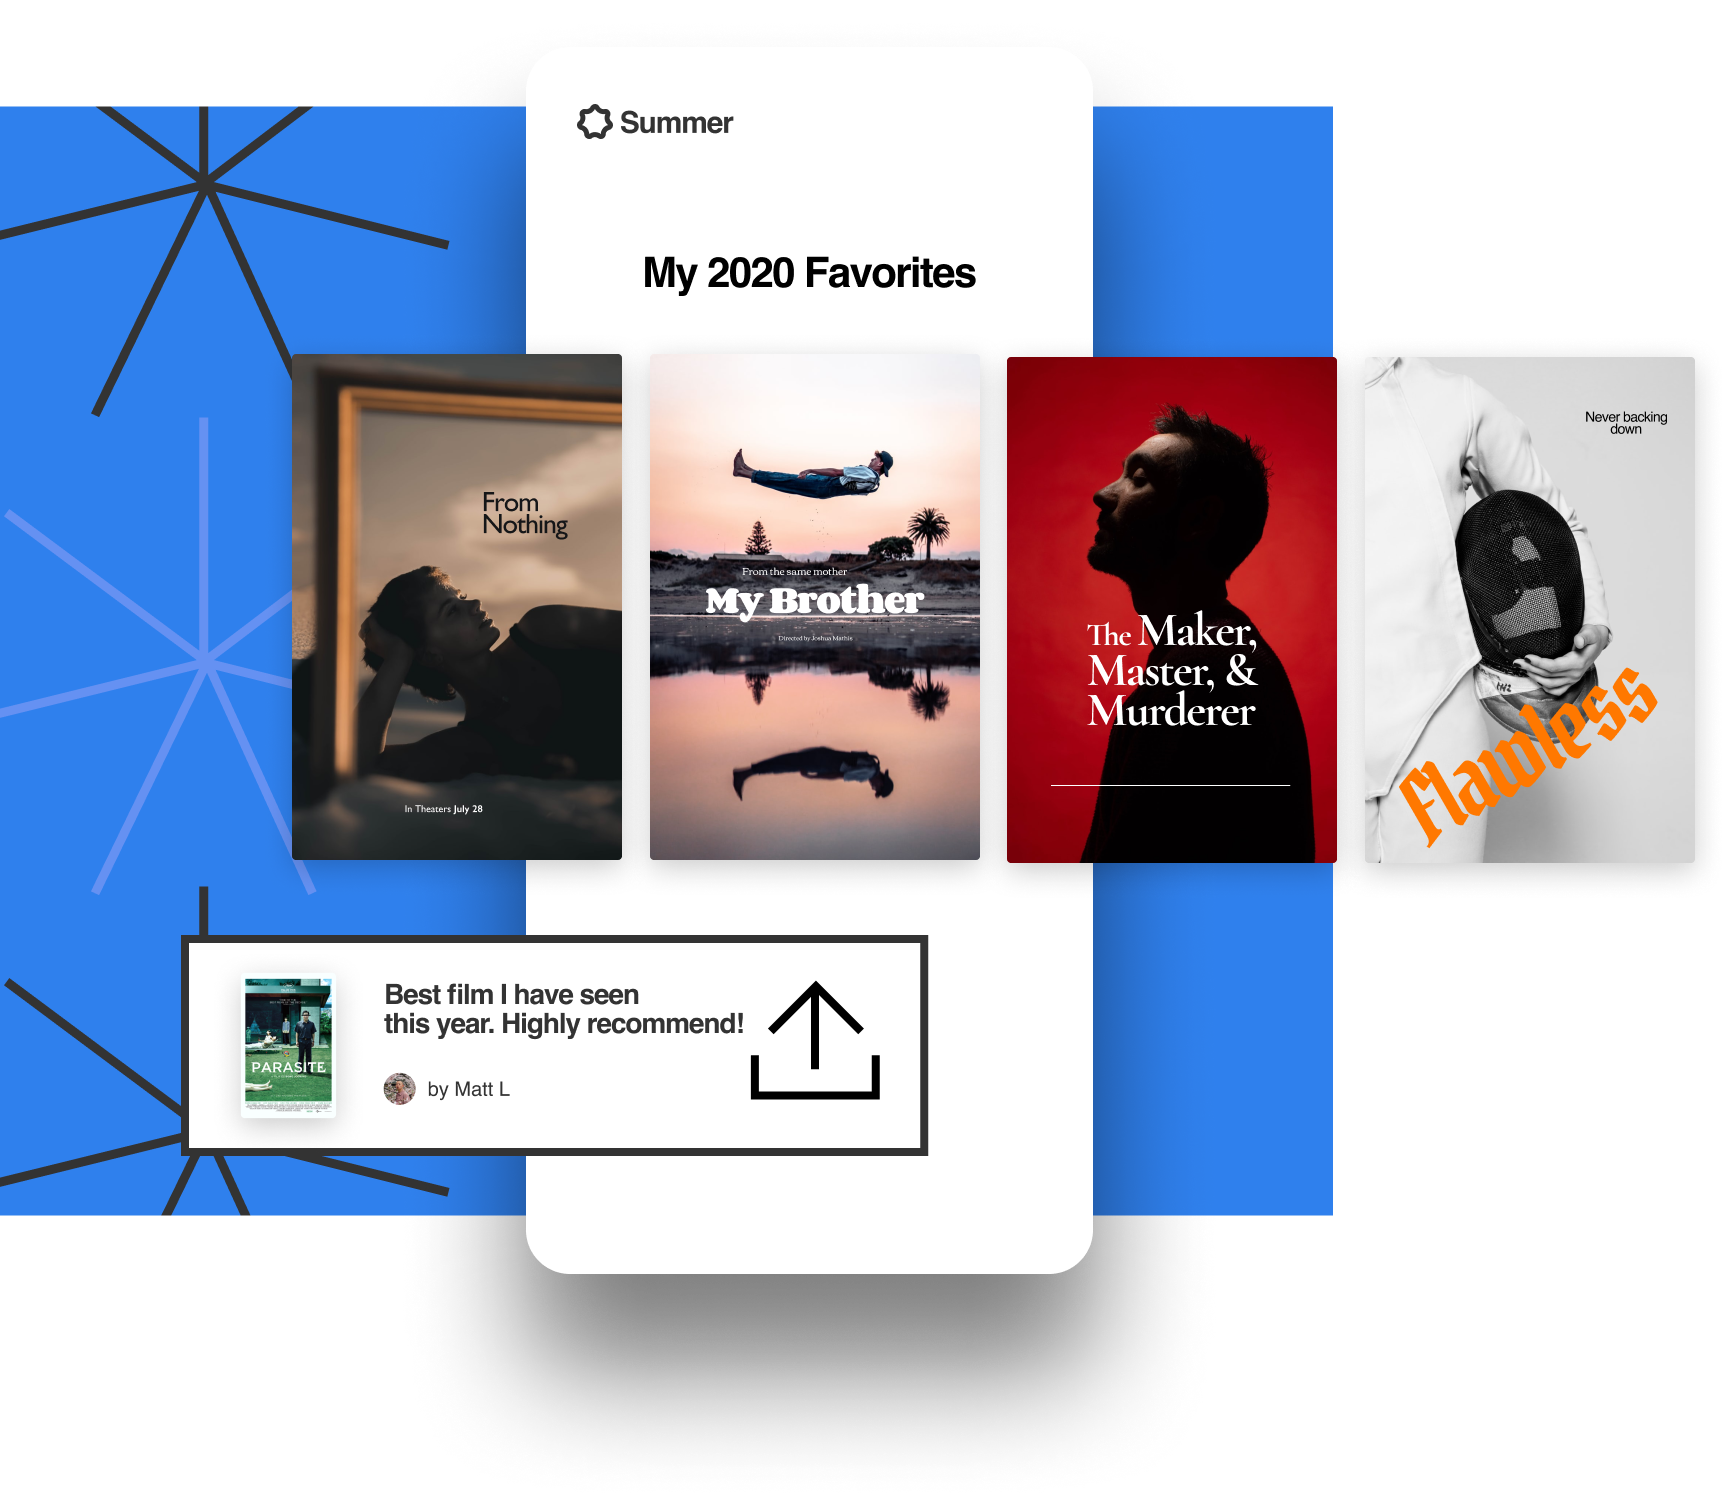 Summer
My 2020 Favorites
From
Nothing
In Theaters July 28
From the same mother
My Brother
Directed by Joshua Mathis
The Maker,
Master, &
Murderer
Never backing
down
flawless
PARASITE
Best film I have seen
this year. Highly recommend!
by Matt L